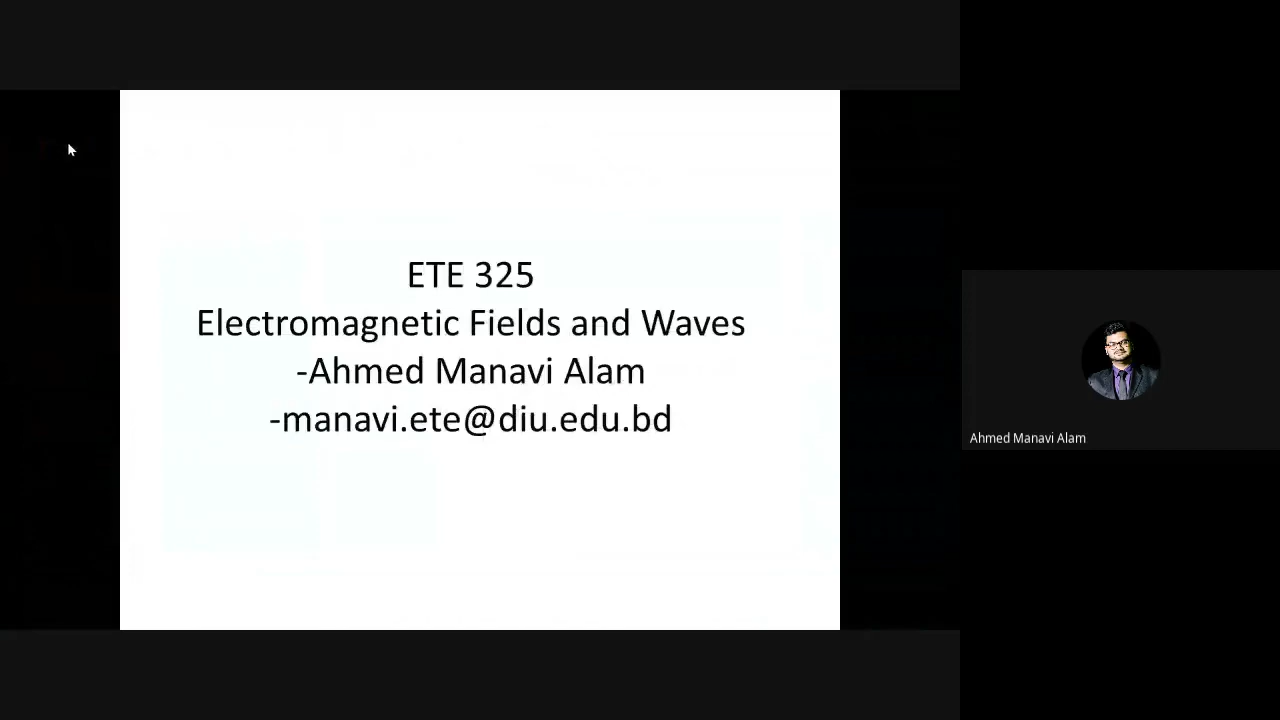 ETE 325
Electromagnetic Fields and Waves
-Ahmed Manavi Alam
-manavi.ete@diu.edu.bd
Ahmed Manavi Alam